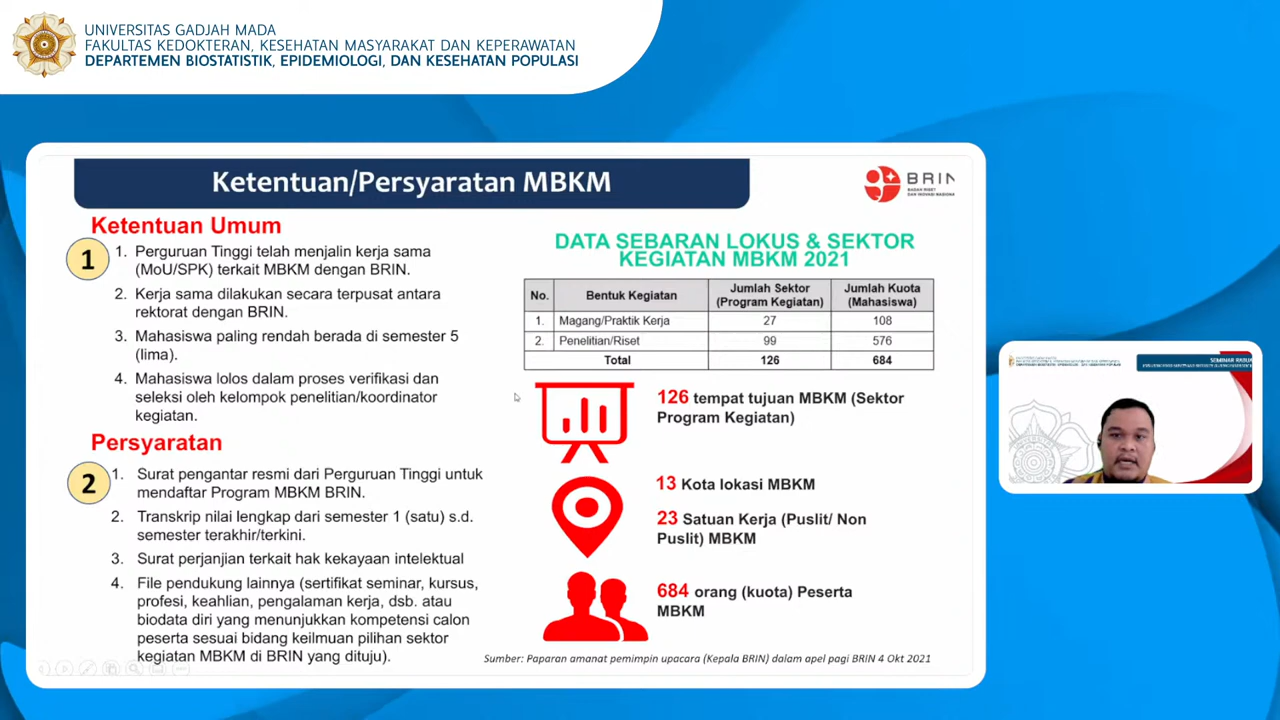 UNIVERSITAS GADJAH MADA
FAKULTAS KEDOKTERAN, KESEHATAN MASYARAKAT DAN KEPERAWATAN
DEPARTEMEN BIOSTATISTIK, EPIDEMIOLOGI, DAN KESEHATAN POPULASI
Ketentuan/Persyaratan MBKM
BRIN
BADAN RISET
DAN INOVASI NASIONAL
Ketentuan Umum
1
1. Perguruan Tinggi telah menjalin kerja sama
(MoU/SPK) terkait MBKM dengan BRIN.
2. Kerja sama dilakukan secara terpusat antara
rektorat dengan BRIN.
3. Mahasiswa paling rendah berada di semester 5
(lima).
4. Mahasiswa lolos dalam proses verifikasi dan
seleksi oleh kelompok penelitian/koordinator
kegiatan.
Persyaratan
2
1. Surat pengantar resmi dari Perguruan Tinggi untuk
mendaftar Program MBKM BRIN.
2. Transkrip nilai lengkap dari semester 1 (satu) s.d.
semester terakhir/terkini.
3. Surat perjanjian terkait hak kekayaan intelektual
4. File pendukung lainnya (sertifikat seminar, kursus,
profesi, keahlian, pengalaman kerja, dsb. atau
biodata diri yang menunjukkan kompetensi calon
peserta sesuai bidang keilmuan pilihan sektor
kegiatan MBKM di BRIN yang dituju).
DATA SEBARAN LOKUS & SEKTOR
KEGIATAN MBKM 2021
No. Bentuk Kegiatan Jumlah Sektor (Program Kegiatan) Jumlah Kuota (Mahasiswa)
1. Magang/Praktik Kerja 27 108
2. Penelitian/Riset 99 576
Total 126 684
126 tempat tujuan MBKM (Sektor
Program Kegiatan)
13 Kota lokasi MBKM
23 Satuan Kerja (Puslit/ Non
Puslit) MBKM
684 orang (kuota) Peserta
MBKM
Sumber: Paparan amanat pemimpin upacara (Kepala BRIN) dalam apel pagi BRIN 4 Okt 2021